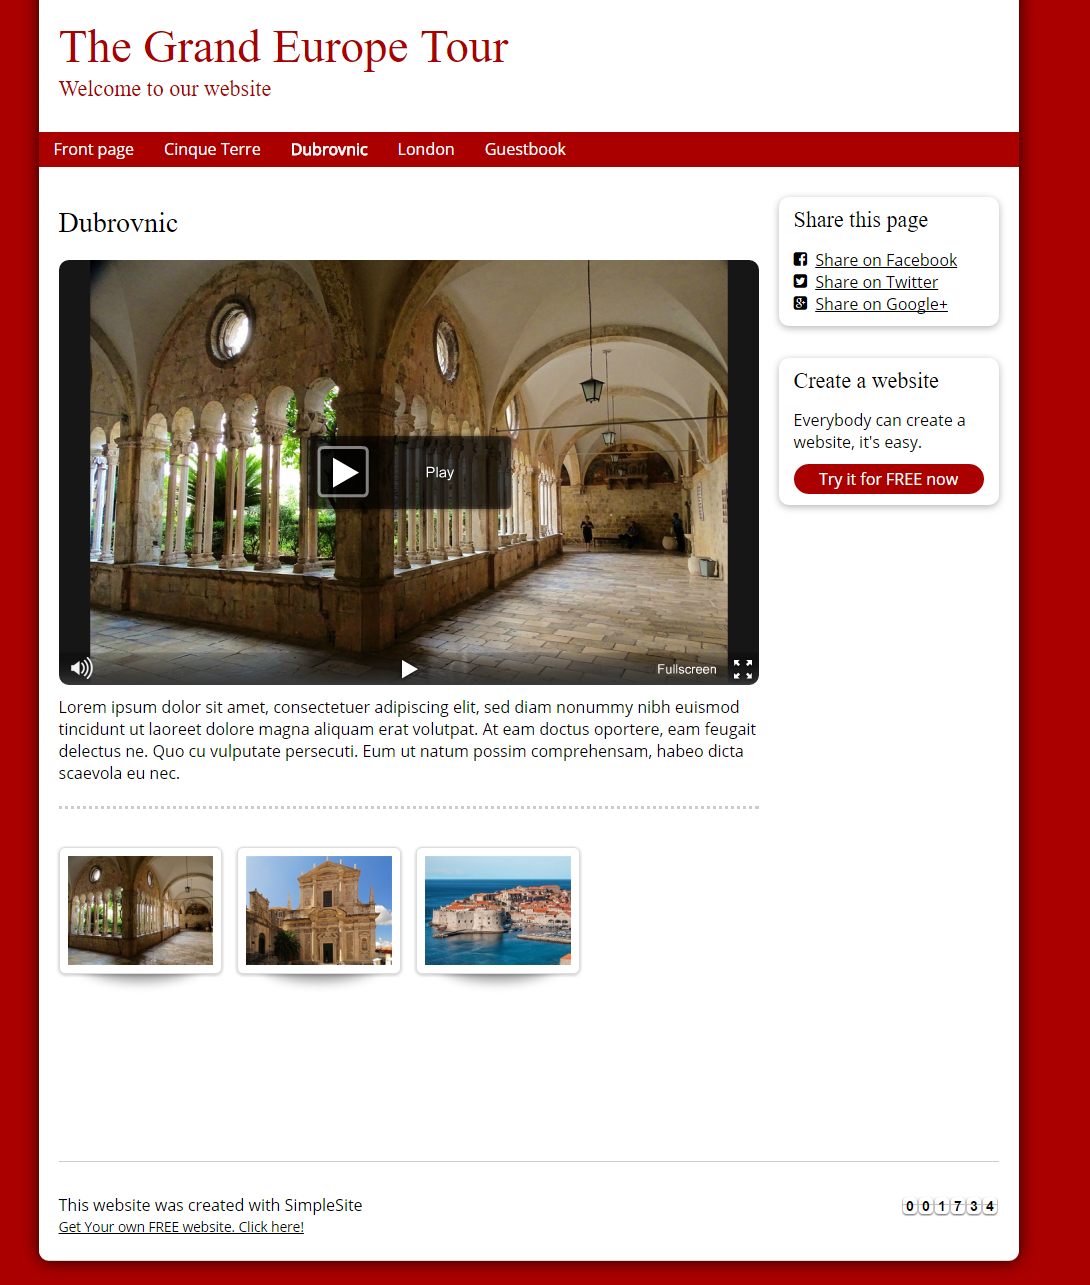 The Grand Europe Tour
Welcome to our website
Front page Cinque Terre Dubrovnic London Guestbook
Dubrovnic
Play
Fullscreen
Lorem ipsum dolor sit amet, consectetuer adipiscing elit, sed diam nonummy nibh euismod
tincidunt ut laoreet dolore magna aliquam erat volutpat. At eam doctus oportere, eam feugait
delectus ne. Quo cu vulputate persecuti. Eum ut natum possim comprehensam, habeo dicta
scaevola eu nec.
Share this page
Share on Facebook
Share on Twitter
Share on Google+
Create a website
Everybody can create a
website, it's easy.
Try it for FREE now
This website was created with SimpleSite
Get Your own FREE website. Click here!
001734